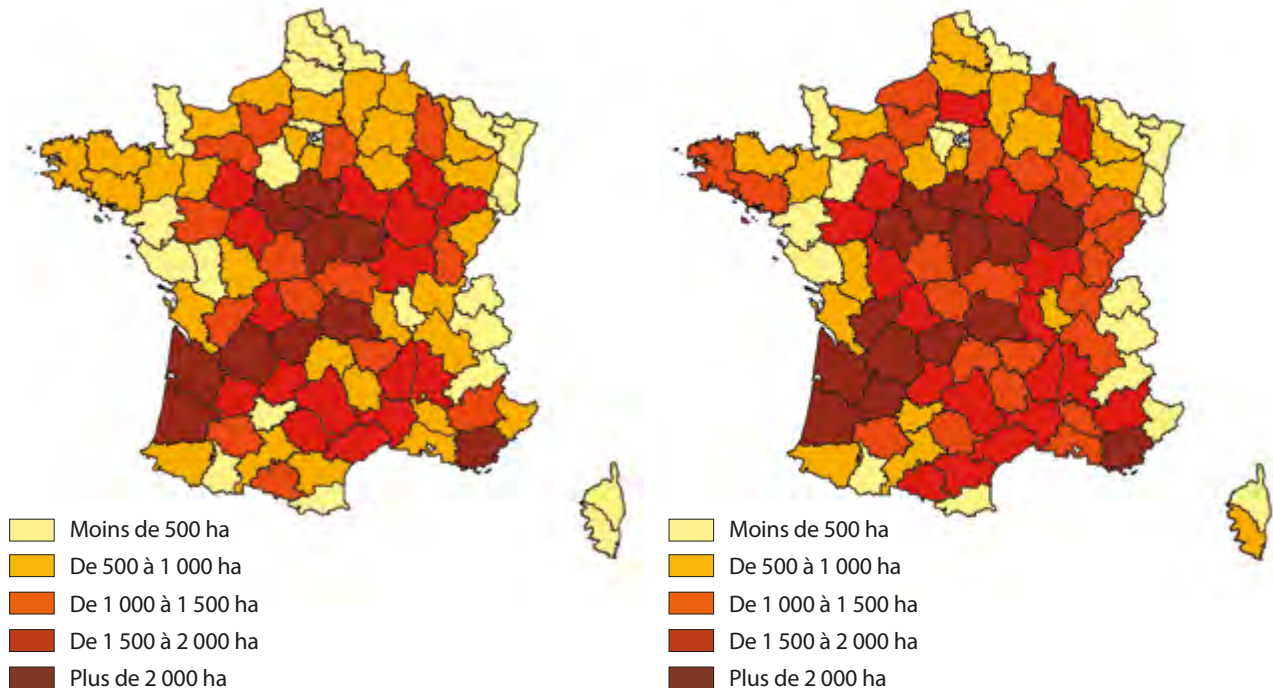 Moins de 500 ha
De 500 à 1 000 ha
De 1 000 à 1 500 ha
De 1 500 à 2 000 ha
Plus de 2 000 ha
Moins de 500 ha
De 500 à 1 000 ha
De 1 000 à 1 500 ha
De 1 500 à 2 000 ha
Plus de 2 000 ha